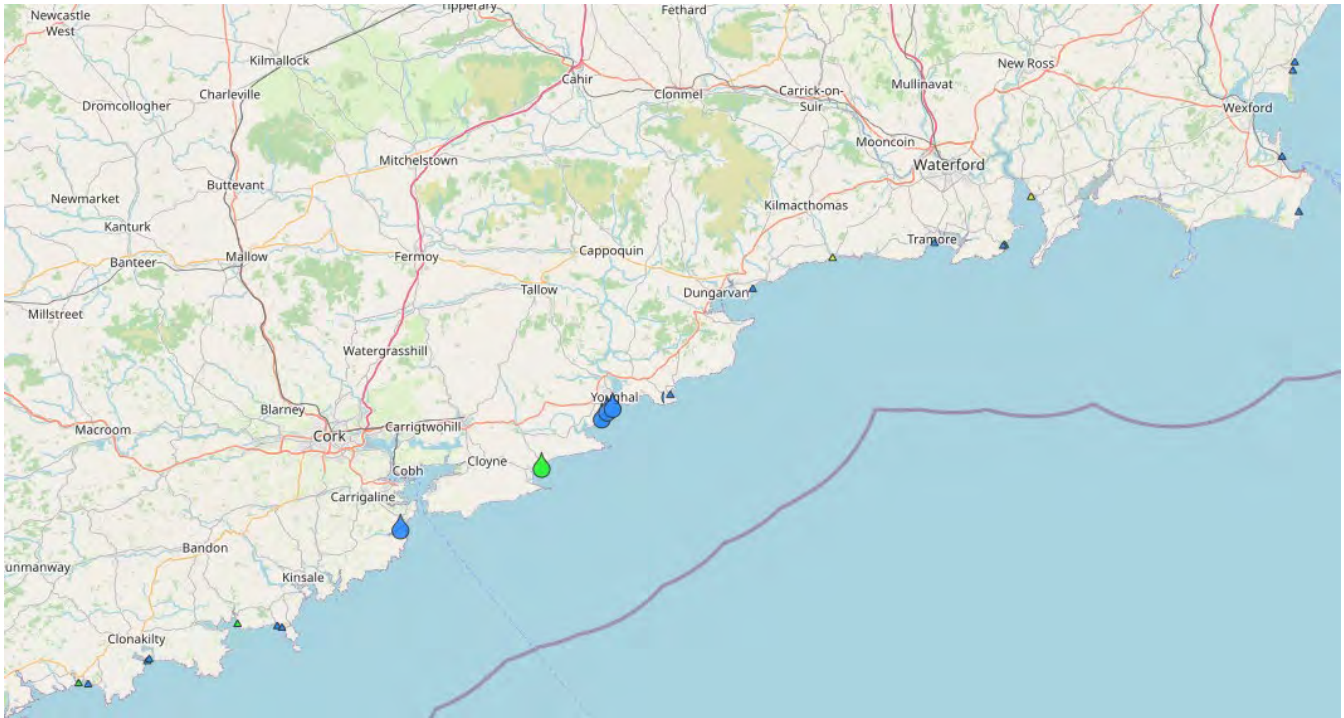 Tipperary
Fethard
Newcastle
West
Kilmallock
New Ross
Cahir
Mullinavat
Charleville
Clonmel
Carrick-on-
Suir
Dromcollogher
Wexford
Mooncoin
Mitchelstown
Waterford
Buttevant
Newmarket
Kilmacthomas
Kanturk
Tramore
Cappoquin
Mallow
Fermoy
Banteer
Tallow
Dungarvan
Millstreet
Watergrasshill
Youghal
Blarney
Macroom
Carrigtwohill
Cork
Cloyne
Cobh
Carrigaline
Bandon
unmanway
Kinsale
Clonakilty